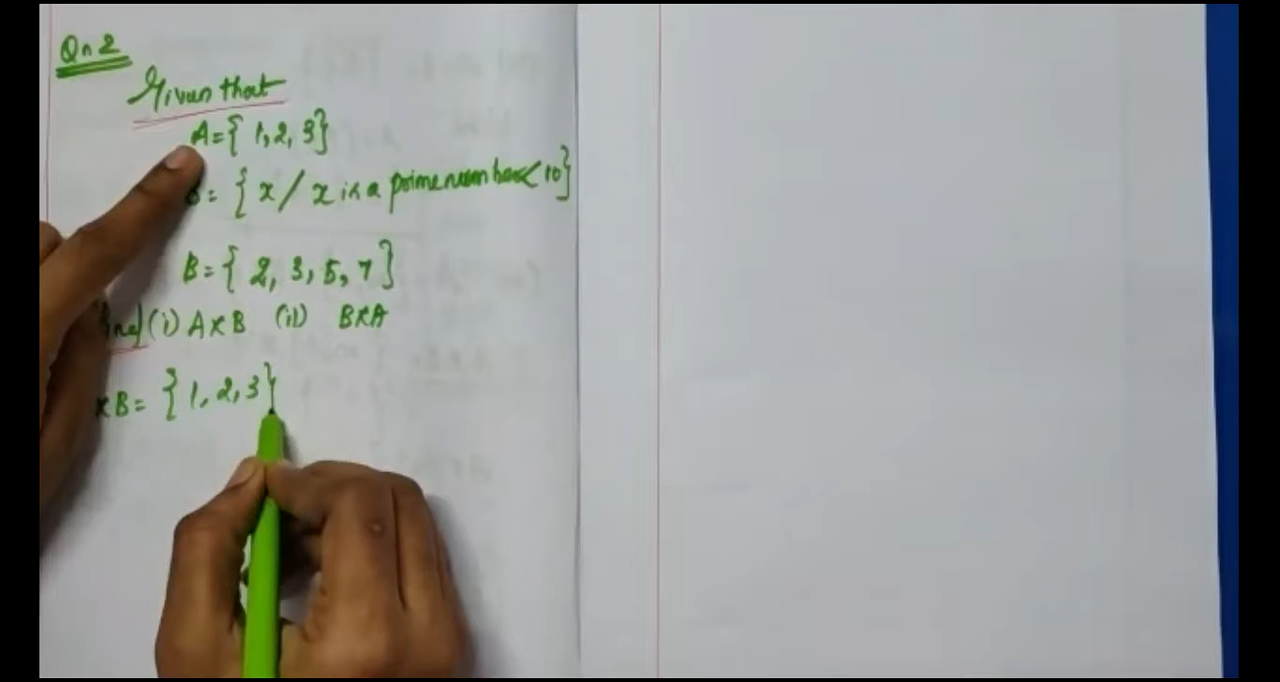 Qn 2
Given that
A={ 1, 2, 3}
= { x / x is a prime number < 10}
B={ 2, 3, 5, 7}
(i) A×B (ii) B×A
×B= { 1, 2, 3}